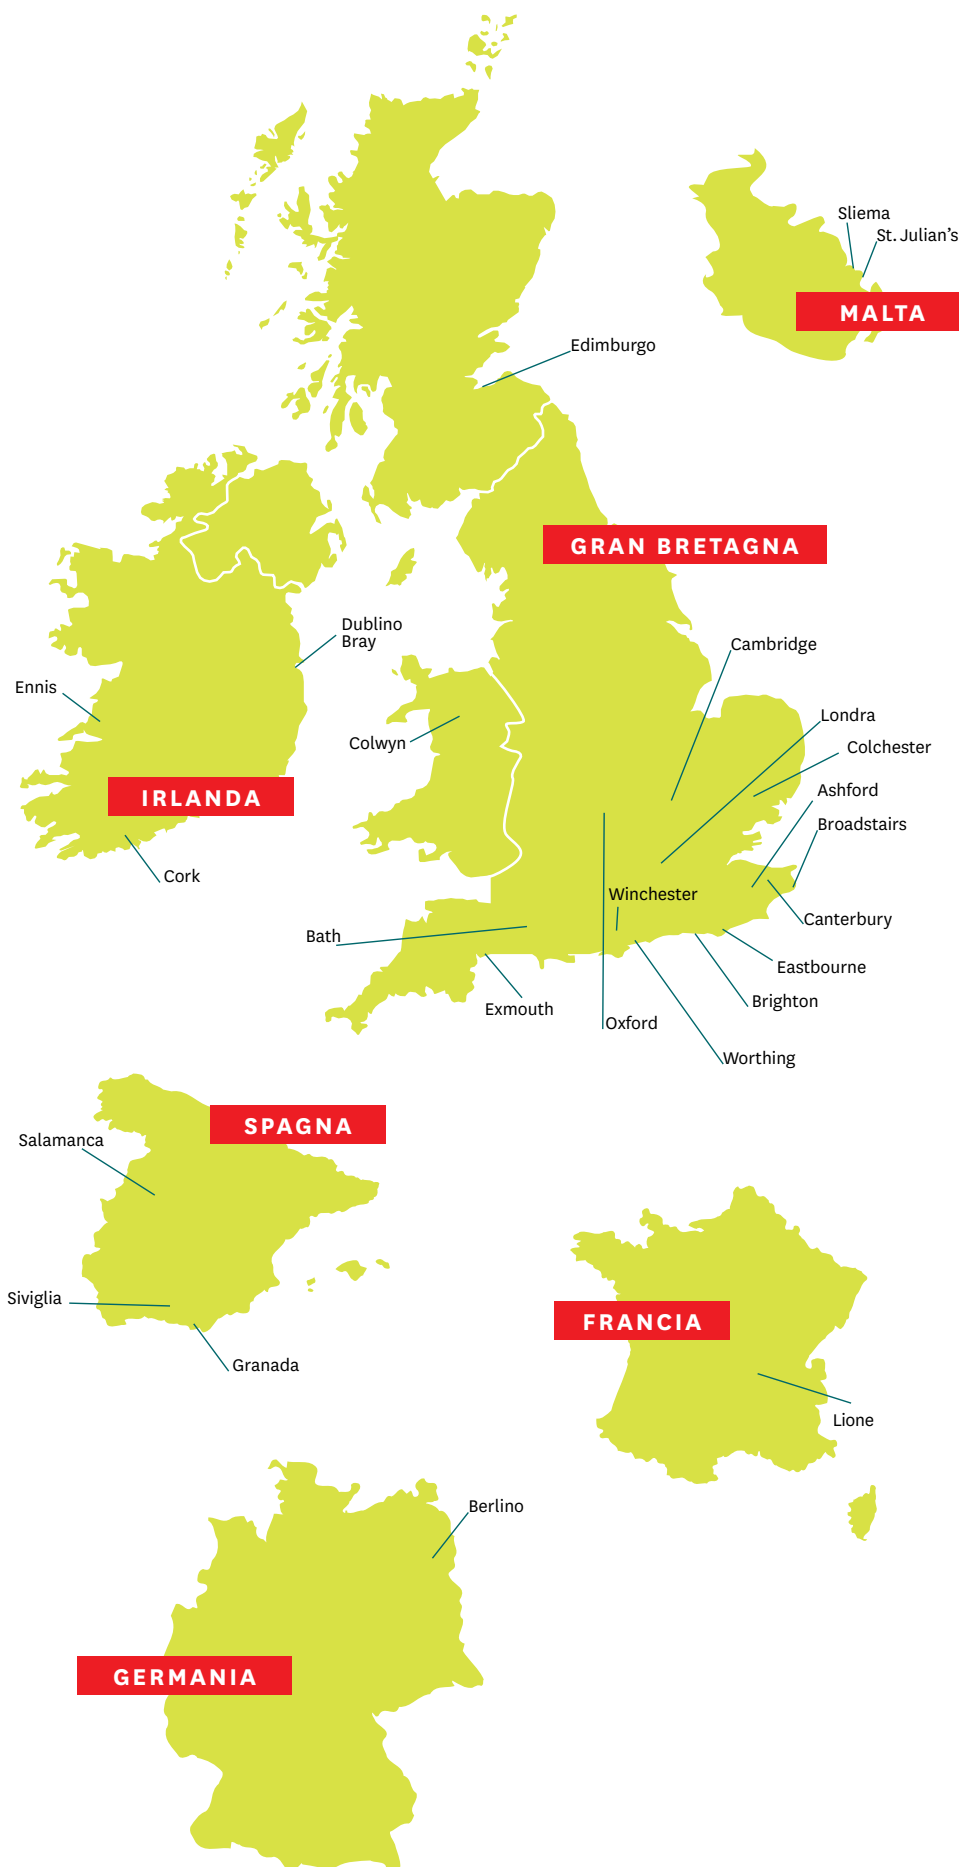 Sliema
St. Julian's
MALTA
Edimburgo
GRAN BRETAGNA
Dublino
Bray
Cambridge
Ennis
Londra
Colwyn
Colchester
Ashford
IRLANDA
Broadstairs
Cork
Winchester
Canterbury
Bath
Eastbourne
Exmouth
Brighton
Oxford
Worthing
SPAGNA
Salamanca
Siviglia
FRANCIA
Granada
Lione
Berlino
GERMANIA